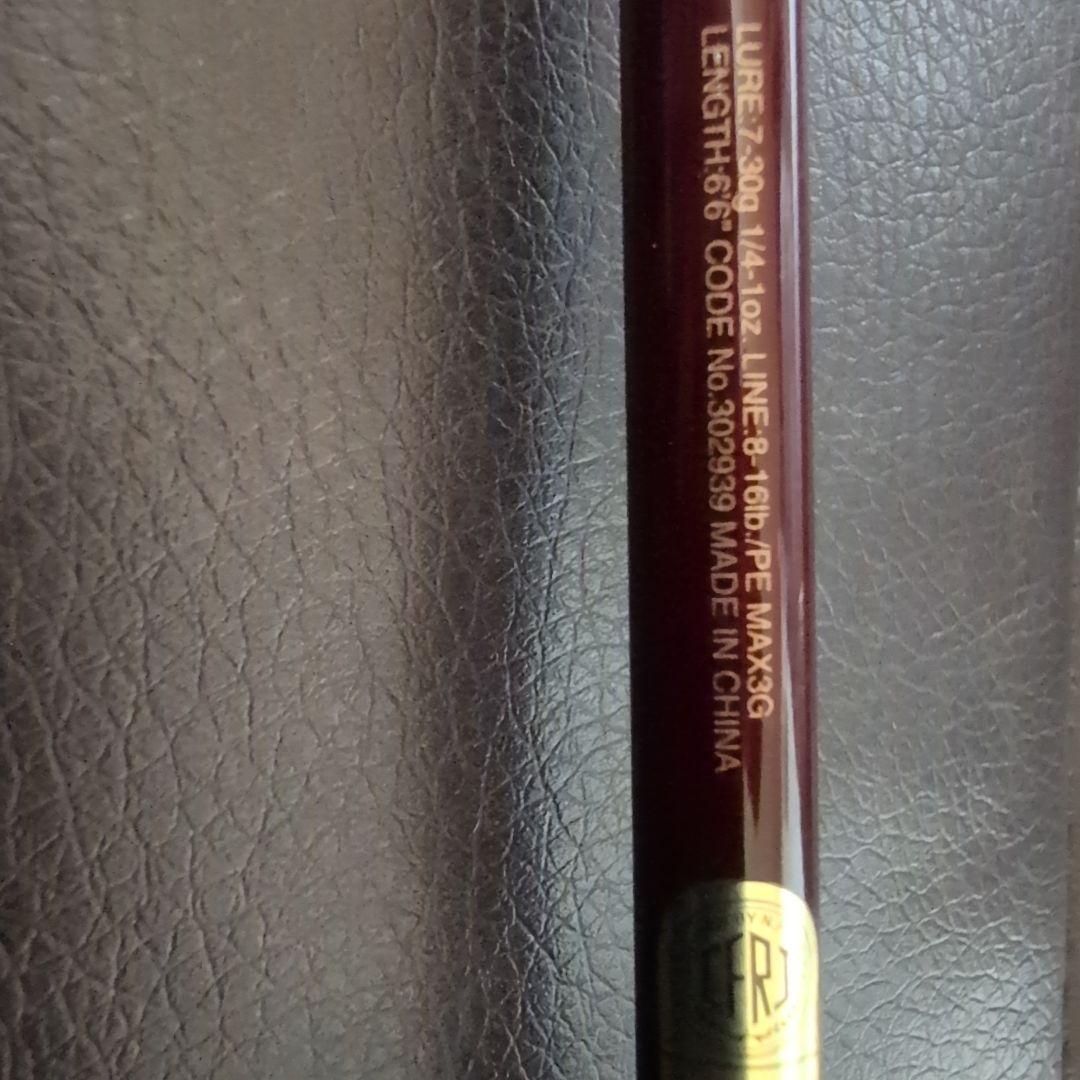 LURE:7-30g 1/4-1oz. LINE:8-16lb./PE MAX3G
LENGTH:6'6" CODE No.302939 MADE IN CHINA